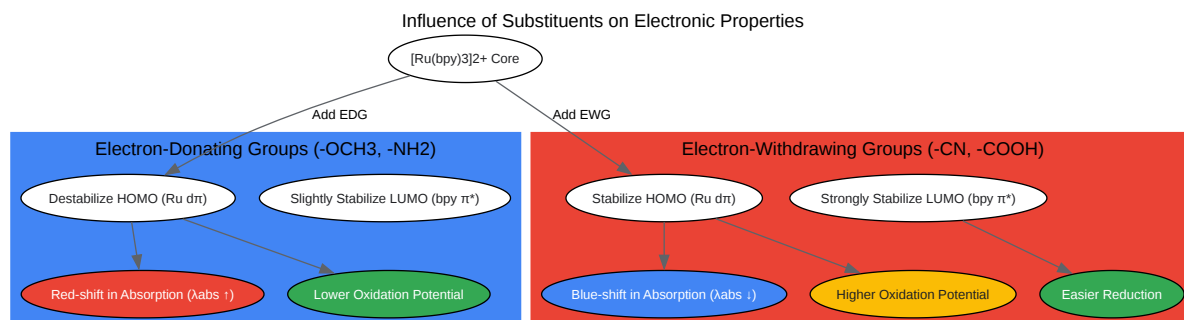 Influence of Substituents on Electronic Properties
[Ru(bpy)3]2+ Core
Add EDG
Add EWG
Electron-Donating Groups (-OCH3, -NH2)
Electron-Withdrawing Groups (-CN, -COOH)
Destabilize HOMO (Ru dπ)
Slightly Stabilize LUMO (bpy π*)
Stabilize HOMO (Ru dπ)
Strongly Stabilize LUMO (bpy π*)
Red-shift in Absorption (λabs ↑)
Lower Oxidation Potential
Blue-shift in Absorption (λabs ↓)
Higher Oxidation Potential
Easier Reduction